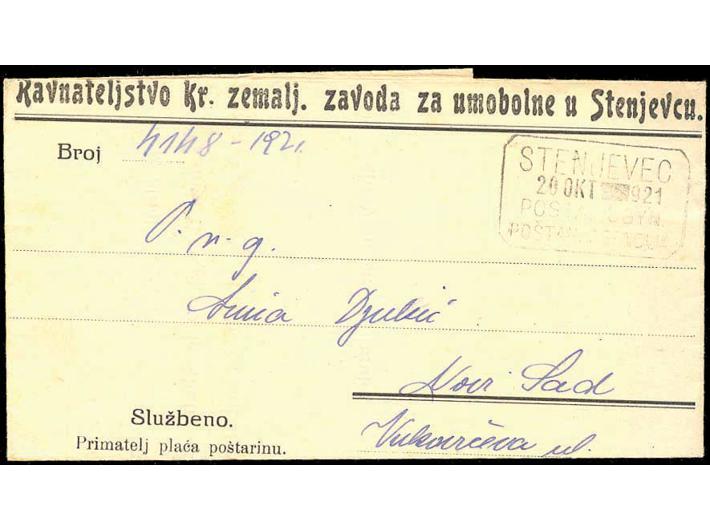 Ravnateljstvo Kr. zemalj. zavoda za umobolne u Stenjevcu.
Broj 4148-1921.
STENJEVEC
20 OKT 921
P. n. g.
Novi Sad
Službeno.
Primatelj plaća poštarinu.
ul.